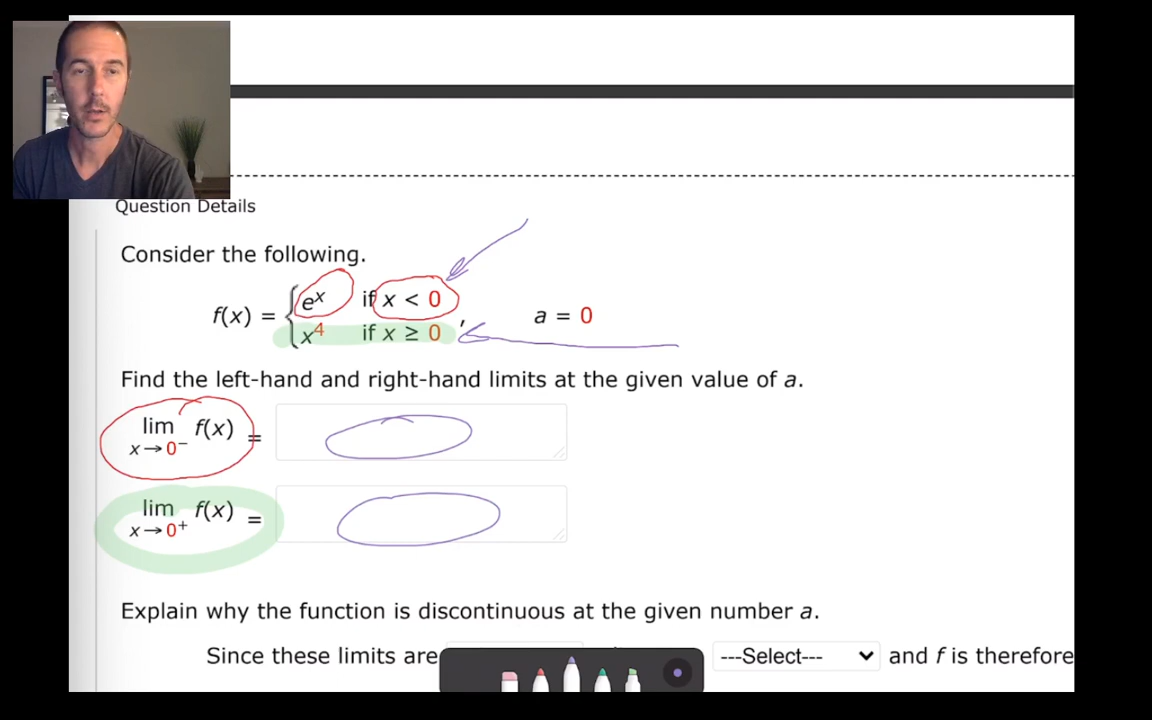 Question Details
Consider the following.
f(x) = { eˣ if x < 0
x⁴ if x ≥ 0 , a = 0
Find the left-hand and right-hand limits at the given value of a.
lim x→0⁻ f(x) =
lim x→0⁺ f(x) =
Explain why the function is discontinuous at the given number a.
Since these limits are ---Select--- and f is therefore